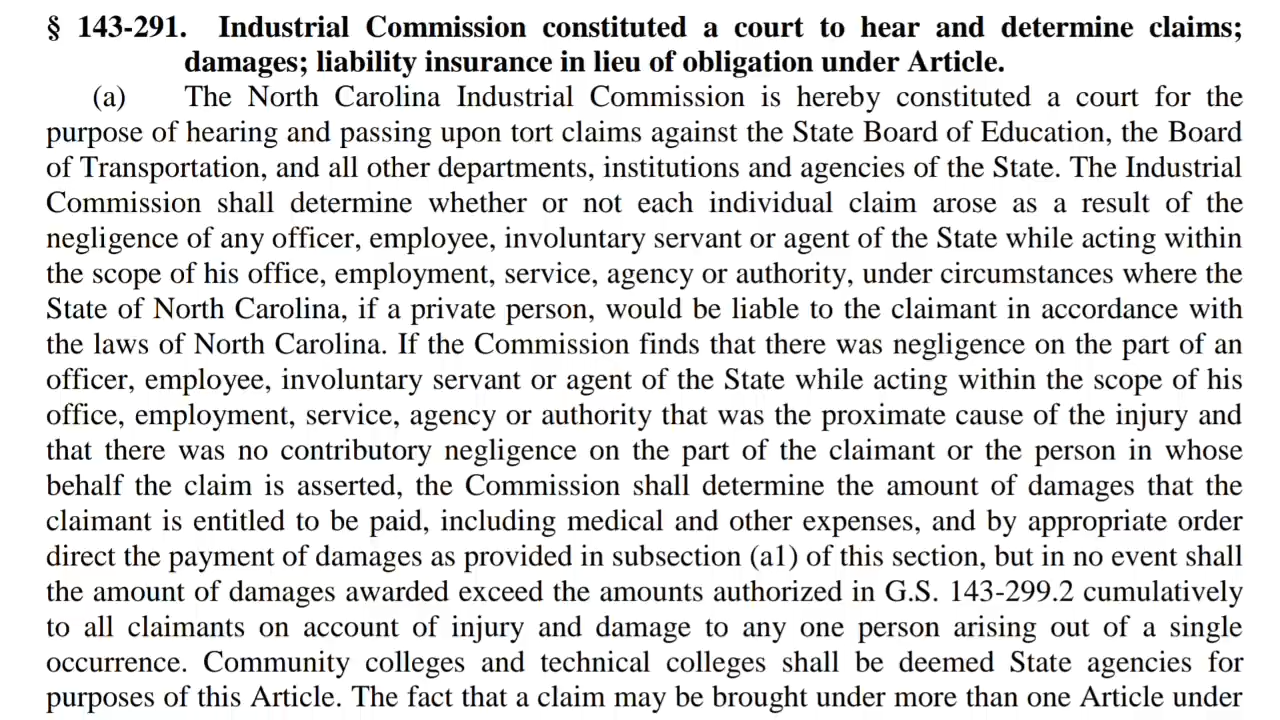 § 143-291. Industrial Commission constituted a court to hear and determine claims;
damages; liability insurance in lieu of obligation under Article.
(a) The North Carolina Industrial Commission is hereby constituted a court for the
purpose of hearing and passing upon tort claims against the State Board of Education, the Board
of Transportation, and all other departments, institutions and agencies of the State. The Industrial
Commission shall determine whether or not each individual claim arose as a result of the
negligence of any officer, employee, involuntary servant or agent of the State while acting within
the scope of his office, employment, service, agency or authority, under circumstances where the
State of North Carolina, if a private person, would be liable to the claimant in accordance with
the laws of North Carolina. If the Commission finds that there was negligence on the part of an
officer, employee, involuntary servant or agent of the State while acting within the scope of his
office, employment, service, agency or authority that was the proximate cause of the injury and
that there was no contributory negligence on the part of the claimant or the person in whose
behalf the claim is asserted, the Commission shall determine the amount of damages that the
claimant is entitled to be paid, including medical and other expenses, and by appropriate order
direct the payment of damages as provided in subsection (a1) of this section, but in no event shall
the amount of damages awarded exceed the amounts authorized in G.S. 143-299.2 cumulatively
to all claimants on account of injury and damage to any one person arising out of a single
occurrence. Community colleges and technical colleges shall be deemed State agencies for
purposes of this Article. The fact that a claim may be brought under more than one Article under